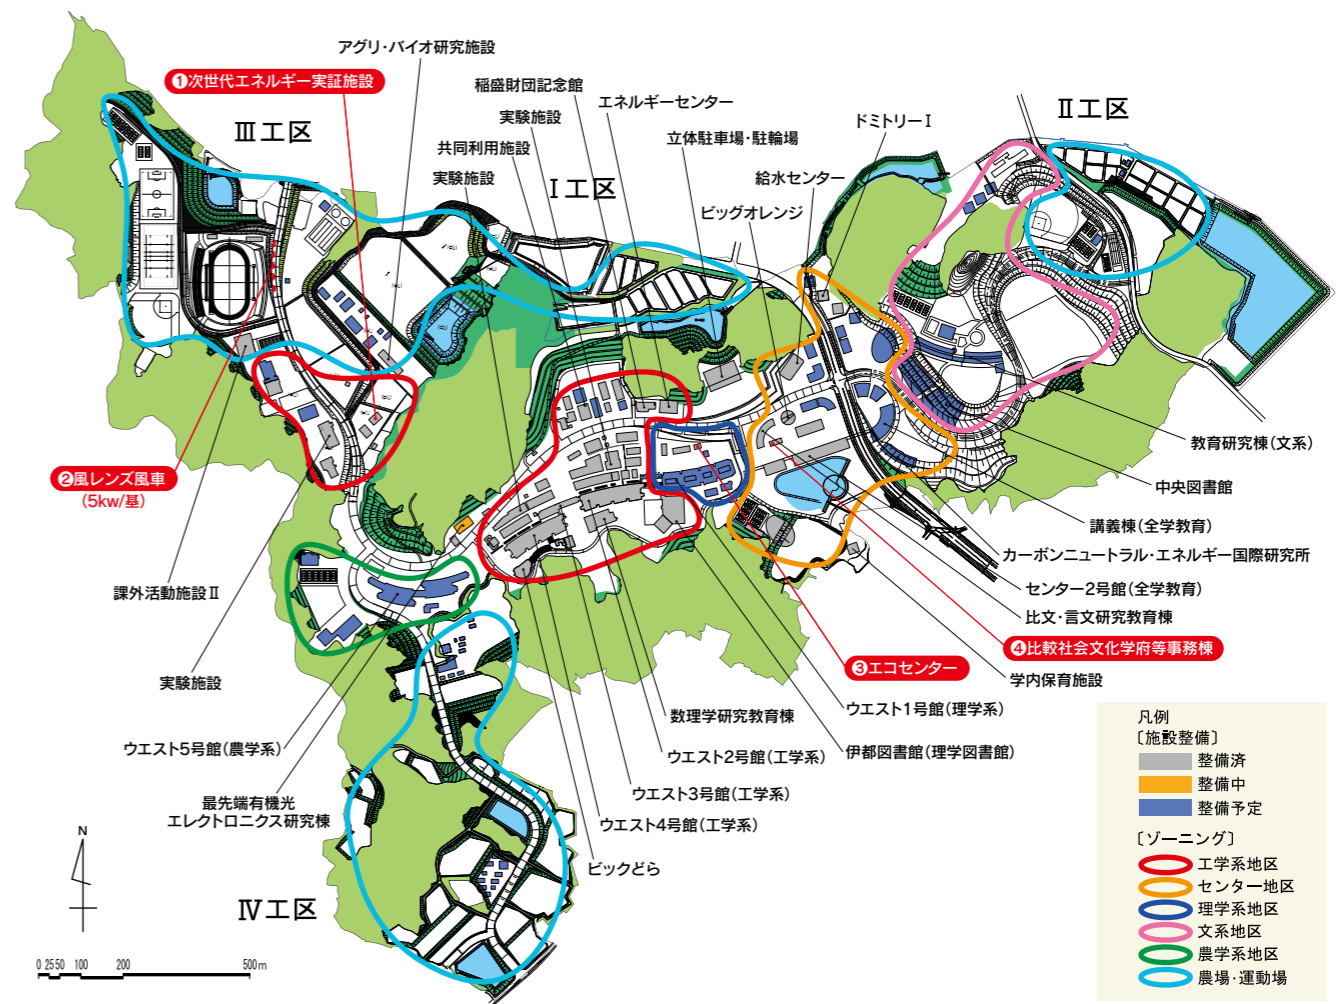 アグリ・バイオ研究施設
❶次世代エネルギー実証施設
稲盛財団記念館
エネルギーセンター
実験施設
Ⅲ工区
共同利用施設
立体駐車場・駐輪場
ドミトリーⅠ
Ⅱ工区
実験施設
Ⅰ工区
給水センター
ビッグオレンジ
教育研究棟(文系)
❷風レンズ風車
(5kw/基)
中央図書館
講義棟(全学教育)
カーボンニュートラル・エネルギー国際研究所
課外活動施設Ⅱ
センター2号館(全学教育)
比文・言文研究教育棟
❹比較社会文化学府等事務棟
❸エコセンター
学内保育施設
実験施設
ウエスト1号館(理学系)
数理学研究教育棟
ウエスト5号館(農学系)
ウエスト2号館(工学系)
伊都図書館(理学図書館)
最先端有機光
エレクトロニクス研究棟
ウエスト3号館(工学系)
ウエスト4号館(工学系)
ビックどら
Ⅳ工区
N
0 25 50 100 200 500m
凡例
〔施設整備〕
整備済
整備中
整備予定
〔ゾーニング〕
工学系地区
センター地区
理学系地区
文系地区
農学系地区
農場・運動場